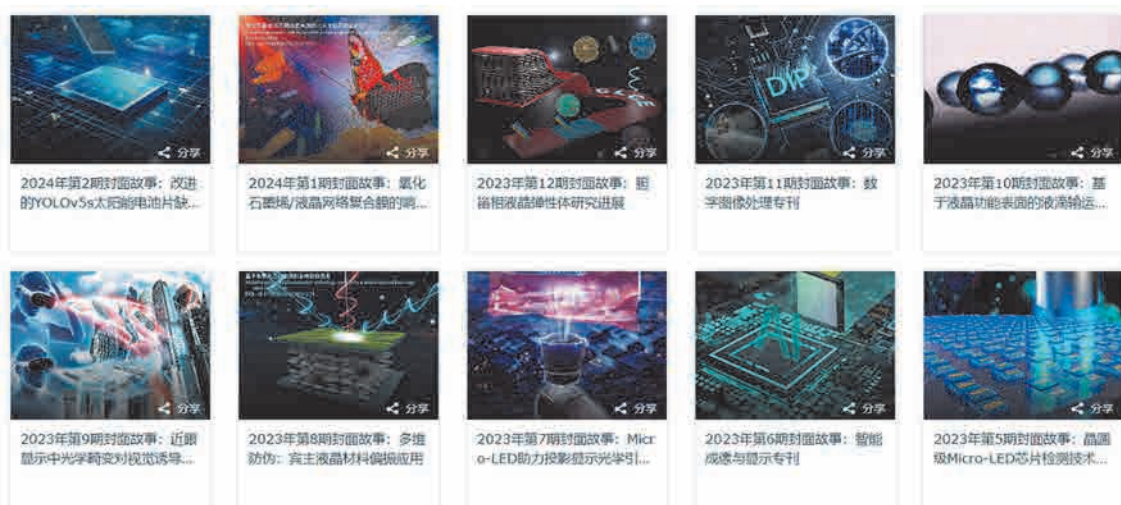 分享
分享
分享
分享
分享
2024年第2期封面故事：改进
的YOLOv5s太阳能电池片缺...
2024年第1期封面故事：氧化
石墨烯/液晶网络复合膜的响...
2023年第12期封面故事：胆
甾相液晶弹性体研究进展
2023年第11期封面故事：数
字图像处理专刊
2023年第10期封面故事：基
于液晶功能表面的液滴输运...
分享
分享
分享
分享
分享
2023年第9期封面故事：近眼
显示中光学畸变对视觉诱导...
2023年第8期封面故事：多维
防伪：宾主液晶材料偏振应用
2023年第7期封面故事：Micr
o-LED助力投影显示光学引...
2023年第6期封面故事：智能
成像与显示专刊
2023年第5期封面故事：晶圆
级Micro-LED芯片检测技术...
DIP
AI